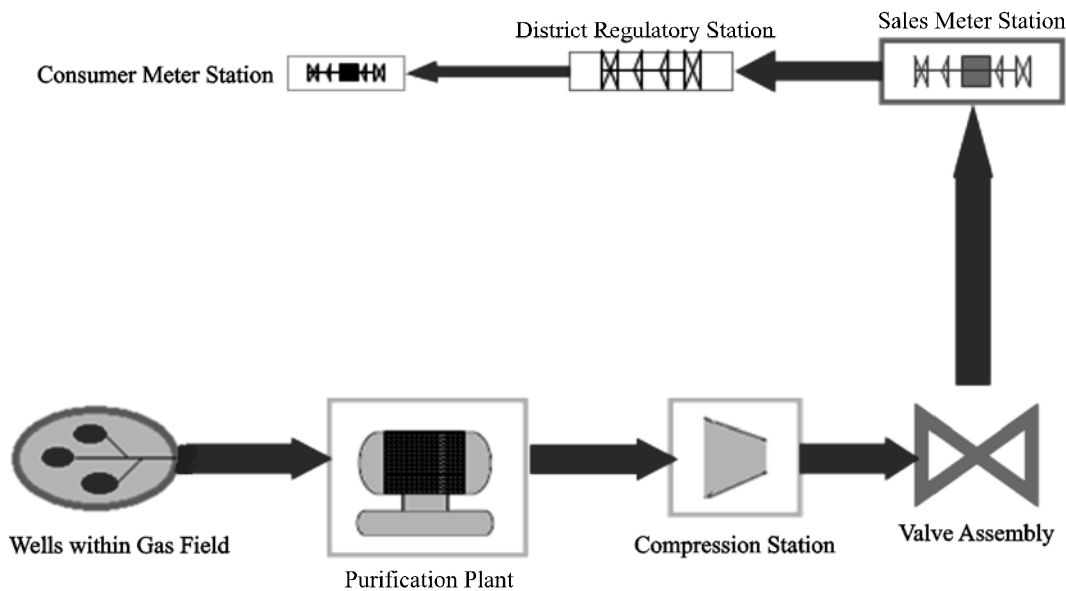 Sales Meter Station
District Regulatory Station
Consumer Meter Station
Wells within Gas Field
Purification Plant
Compression Station
Valve Assembly